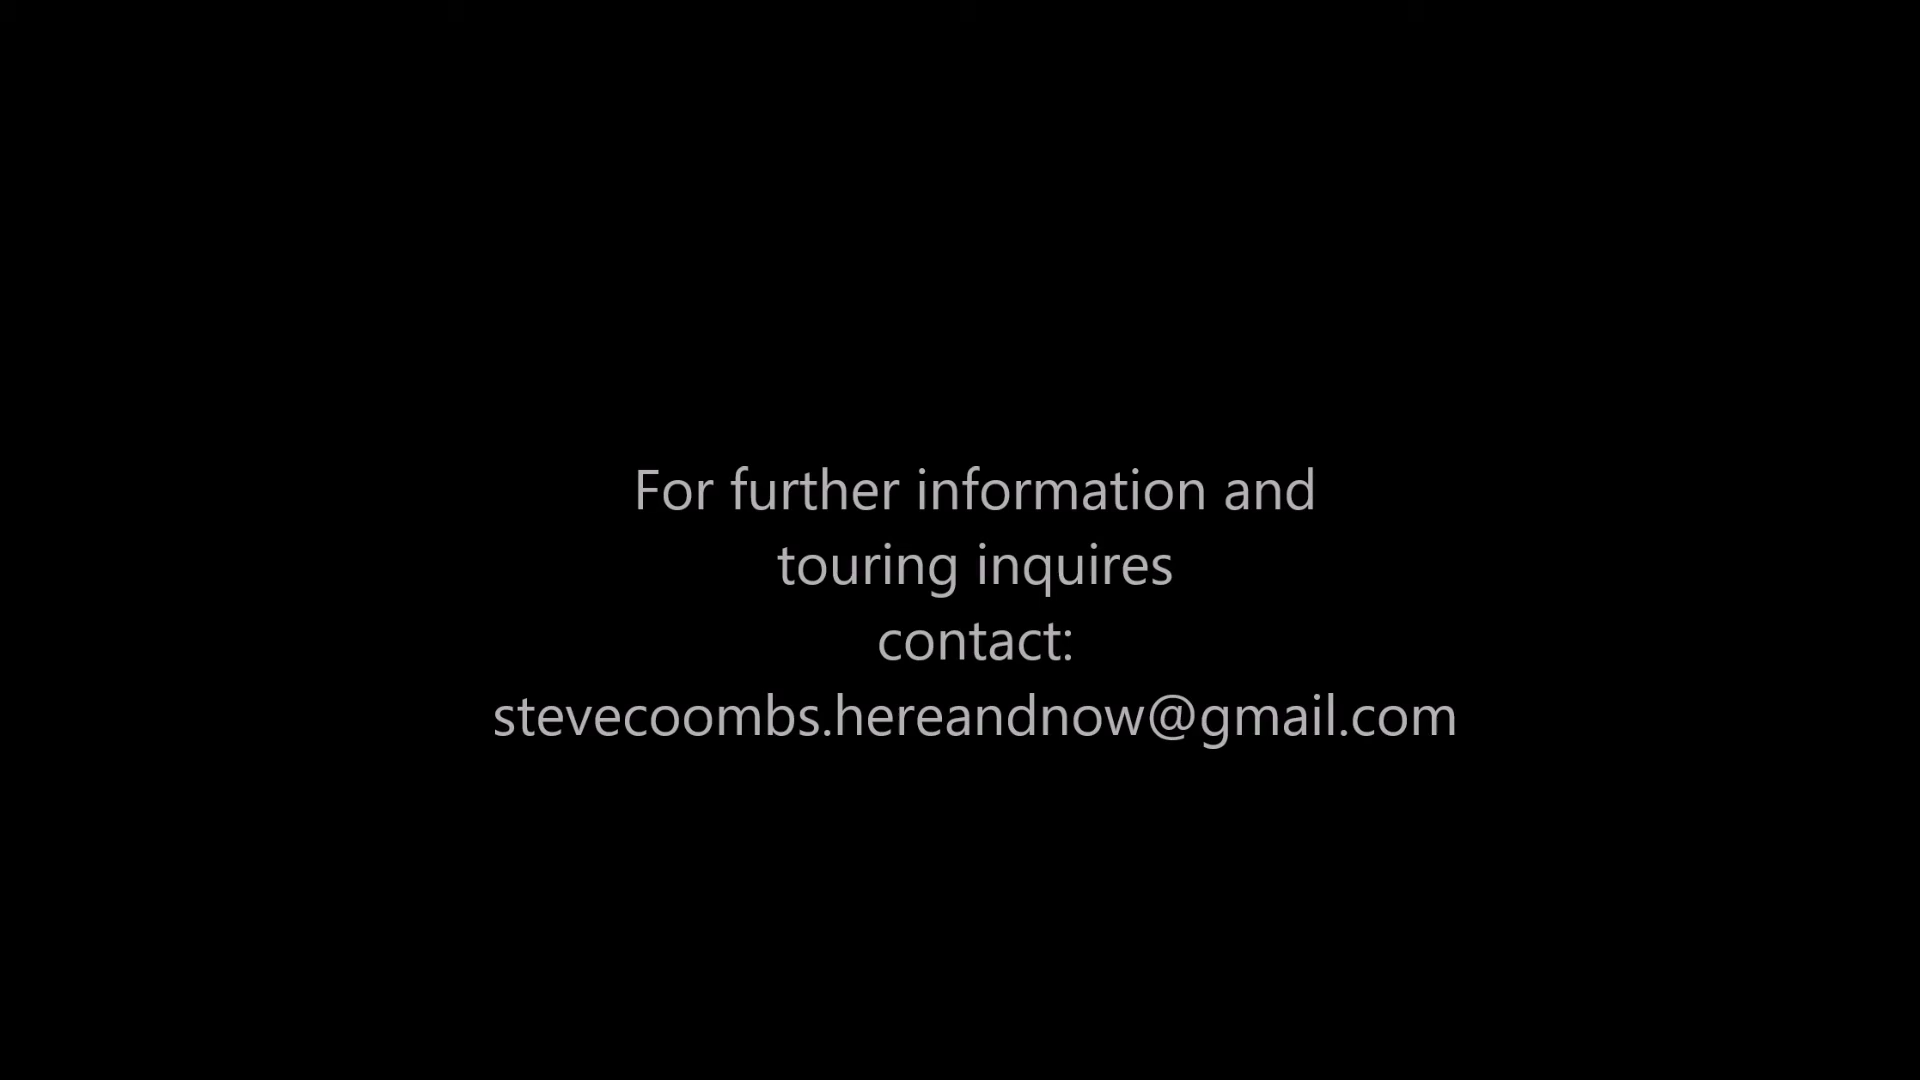 For further information and
touring inquires
contact:
stevecoombs.hereandnow@gmail.com